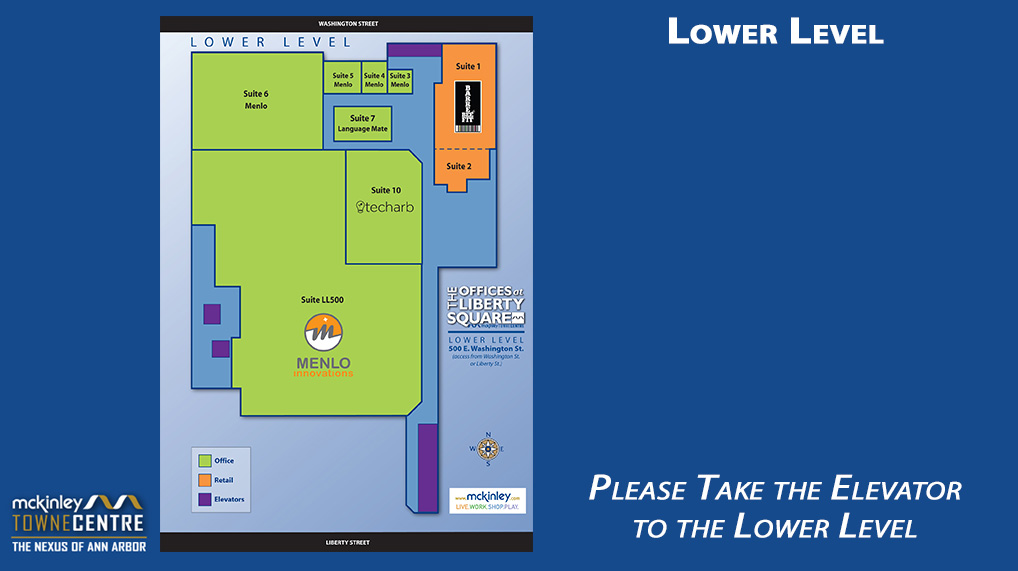 WASHINGTON STREET
LOWER LEVEL
LOWER LEVEL
Suite 5
Menlo
Suite 4
Menlo
Suite 3
Menlo
Suite 1
Suite 6
Menlo
BARRE
BEE
FIT
Suite 7
Language Mate
Suite 2
Suite 10
techarb
Suite LL500
MENLO
innovations
THE OFFICES at
LIBERTY
SQUARE
LOWER LEVEL
500 E. Washington St.
(access from Washington St.
or Liberty St.)
N
W E
S
Office
Retail
Elevators
www.mckinley.com
LIVE.WORK.SHOP.PLAY.
LIBERTY STREET
mckinley
TOWNECENTRE
THE NEXUS OF ANN ARBOR
PLEASE TAKE THE ELEVATOR
TO THE LOWER LEVEL